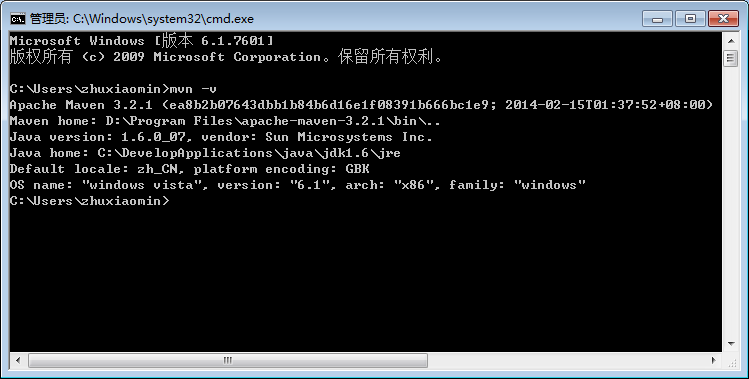 管理员: C:\Windows\system32\cmd.exe
Microsoft Windows [版本 6.1.7601]
版权所有 (c) 2009 Microsoft Corporation。保留所有权利。
C:\Users\zhuxiaomin>mvn -v
Apache Maven 3.2.1 (ea8b2b07643dbb1b84b6d16e1f08391b666bc1e9; 2014-02-15T01:37:52+08:00)
Maven home: D:\Program Files\apache-maven-3.2.1\bin\..
Java version: 1.6.0_07, vendor: Sun Microsystems Inc.
Java home: C:\DevelopApplications\java\jdk1.6\jre
Default locale: zh_CN, platform encoding: GBK
OS name: "windows vista", version: "6.1", arch: "x86", family: "windows"
C:\Users\zhuxiaomin>